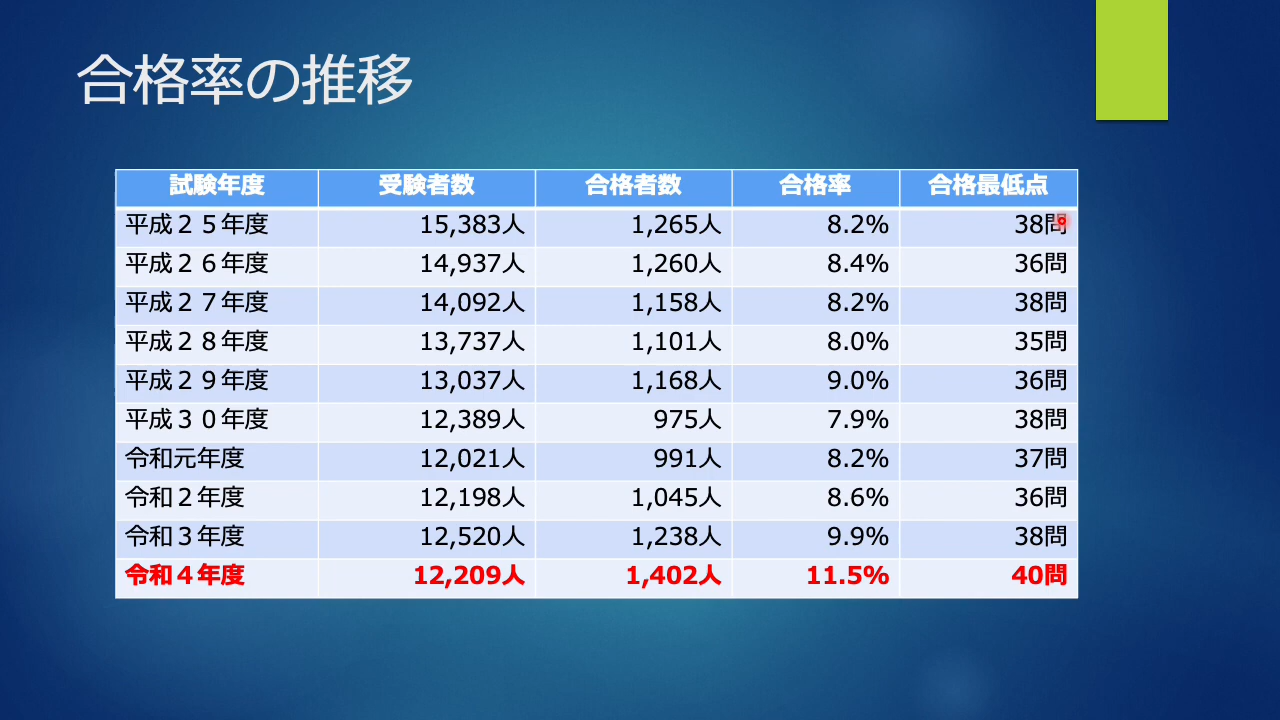 合格率の推移
試験年度 受験者数 合格者数 合格率 合格最低点
平成２５年度 15,383人 1,265人 8.2% 38問
平成２６年度 14,937人 1,260人 8.4% 36問
平成２７年度 14,092人 1,158人 8.2% 38問
平成２８年度 13,737人 1,101人 8.0% 35問
平成２９年度 13,037人 1,168人 9.0% 36問
平成３０年度 12,389人 975人 7.9% 38問
令和元年度 12,021人 991人 8.2% 37問
令和２年度 12,198人 1,045人 8.6% 36問
令和３年度 12,520人 1,238人 9.9% 38問
令和４年度 12,209人 1,402人 11.5% 40問